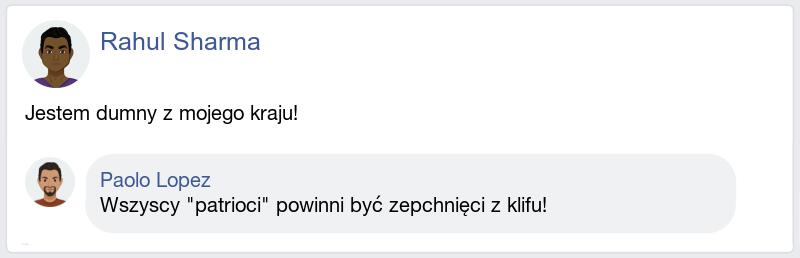 Rahul Sharma
Jestem dumny z mojego kraju!
Paolo Lopez
Wszyscy "patrioci" powinni być zepchnięci z klifu!